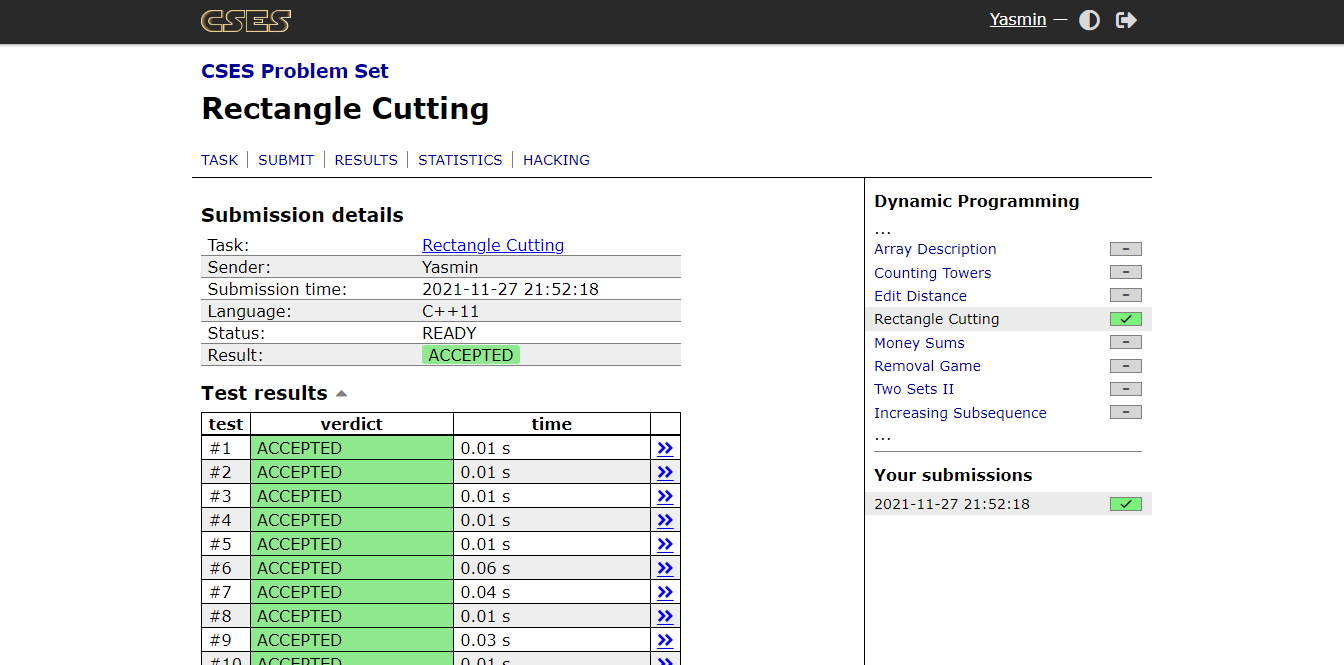 CSES
Yasmin —
CSES Problem Set
Rectangle Cutting
TASK | SUBMIT | RESULTS | STATISTICS | HACKING
Submission details
Task: Rectangle Cutting
Sender: Yasmin
Submission time: 2021-11-27 21:52:18
Language: C++11
Status: READY
Result: ACCEPTED
Test results
test verdict time
#1 ACCEPTED 0.01 s »
#2 ACCEPTED 0.01 s »
#3 ACCEPTED 0.01 s »
#4 ACCEPTED 0.01 s »
#5 ACCEPTED 0.01 s »
#6 ACCEPTED 0.06 s »
#7 ACCEPTED 0.04 s »
#8 ACCEPTED 0.01 s »
#9 ACCEPTED 0.03 s »
#10 ACCEPTED 0.01 s »
Dynamic Programming
...
Array Description –
Counting Towers –
Edit Distance –
Rectangle Cutting ✓
Money Sums –
Removal Game –
Two Sets II –
Increasing Subsequence –
...
Your submissions
2021-11-27 21:52:18 ✓